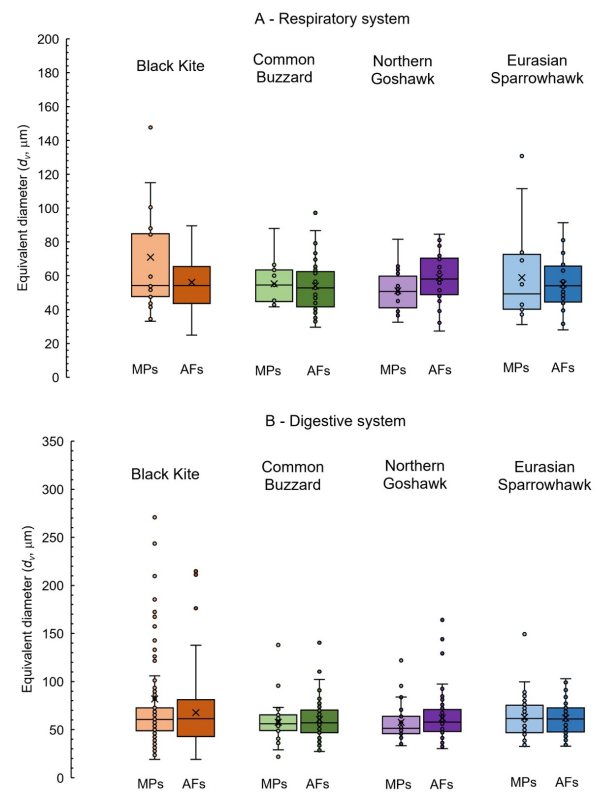 A - Respiratory system
Equivalent diameter (dᵥ, μm)
200
180
160
140
120
100
80
60
40
20
0
Black Kite
Common
Buzzard
Northern
Goshawk
Eurasian
Sparrowhawk
MPs AFs MPs AFs MPs AFs MPs AFs
B - Digestive system
Equivalent diameter (dᵥ, μm)
350
300
250
200
150
100
50
0
Black Kite
Common
Buzzard
Northern
Goshawk
Eurasian
Sparrowhawk
MPs AFs MPs AFs MPs AFs MPs AFs